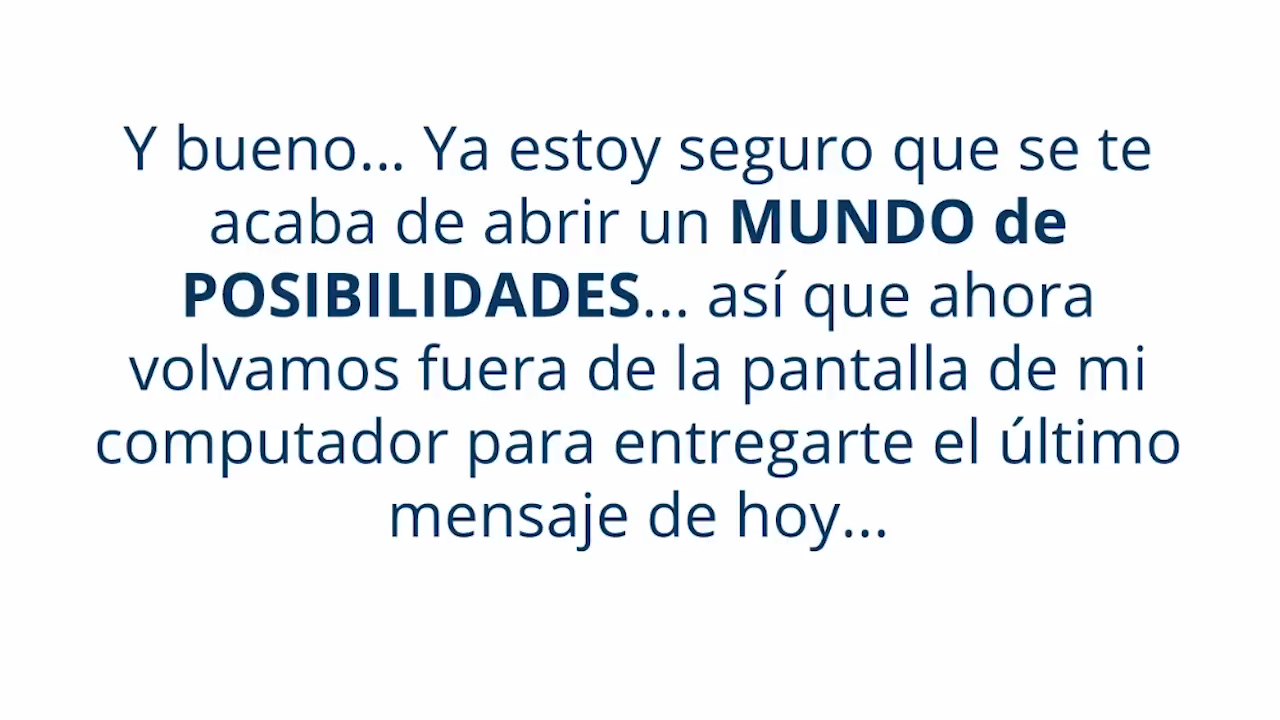 Y bueno... Ya estoy seguro que se te
acaba de abrir un MUNDO de
POSIBILIDADES... así que ahora
volvamos fuera de la pantalla de mi
computador para entregarte el último
mensaje de hoy...